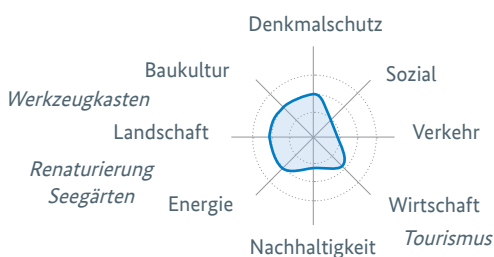 Denkmalschutz
Baukultur
Sozial
Werkzeugkasten
Landschaft
Verkehr
Renaturierung
Seegärten
Energie
Wirtschaft
Tourismus
Nachhaltigkeit